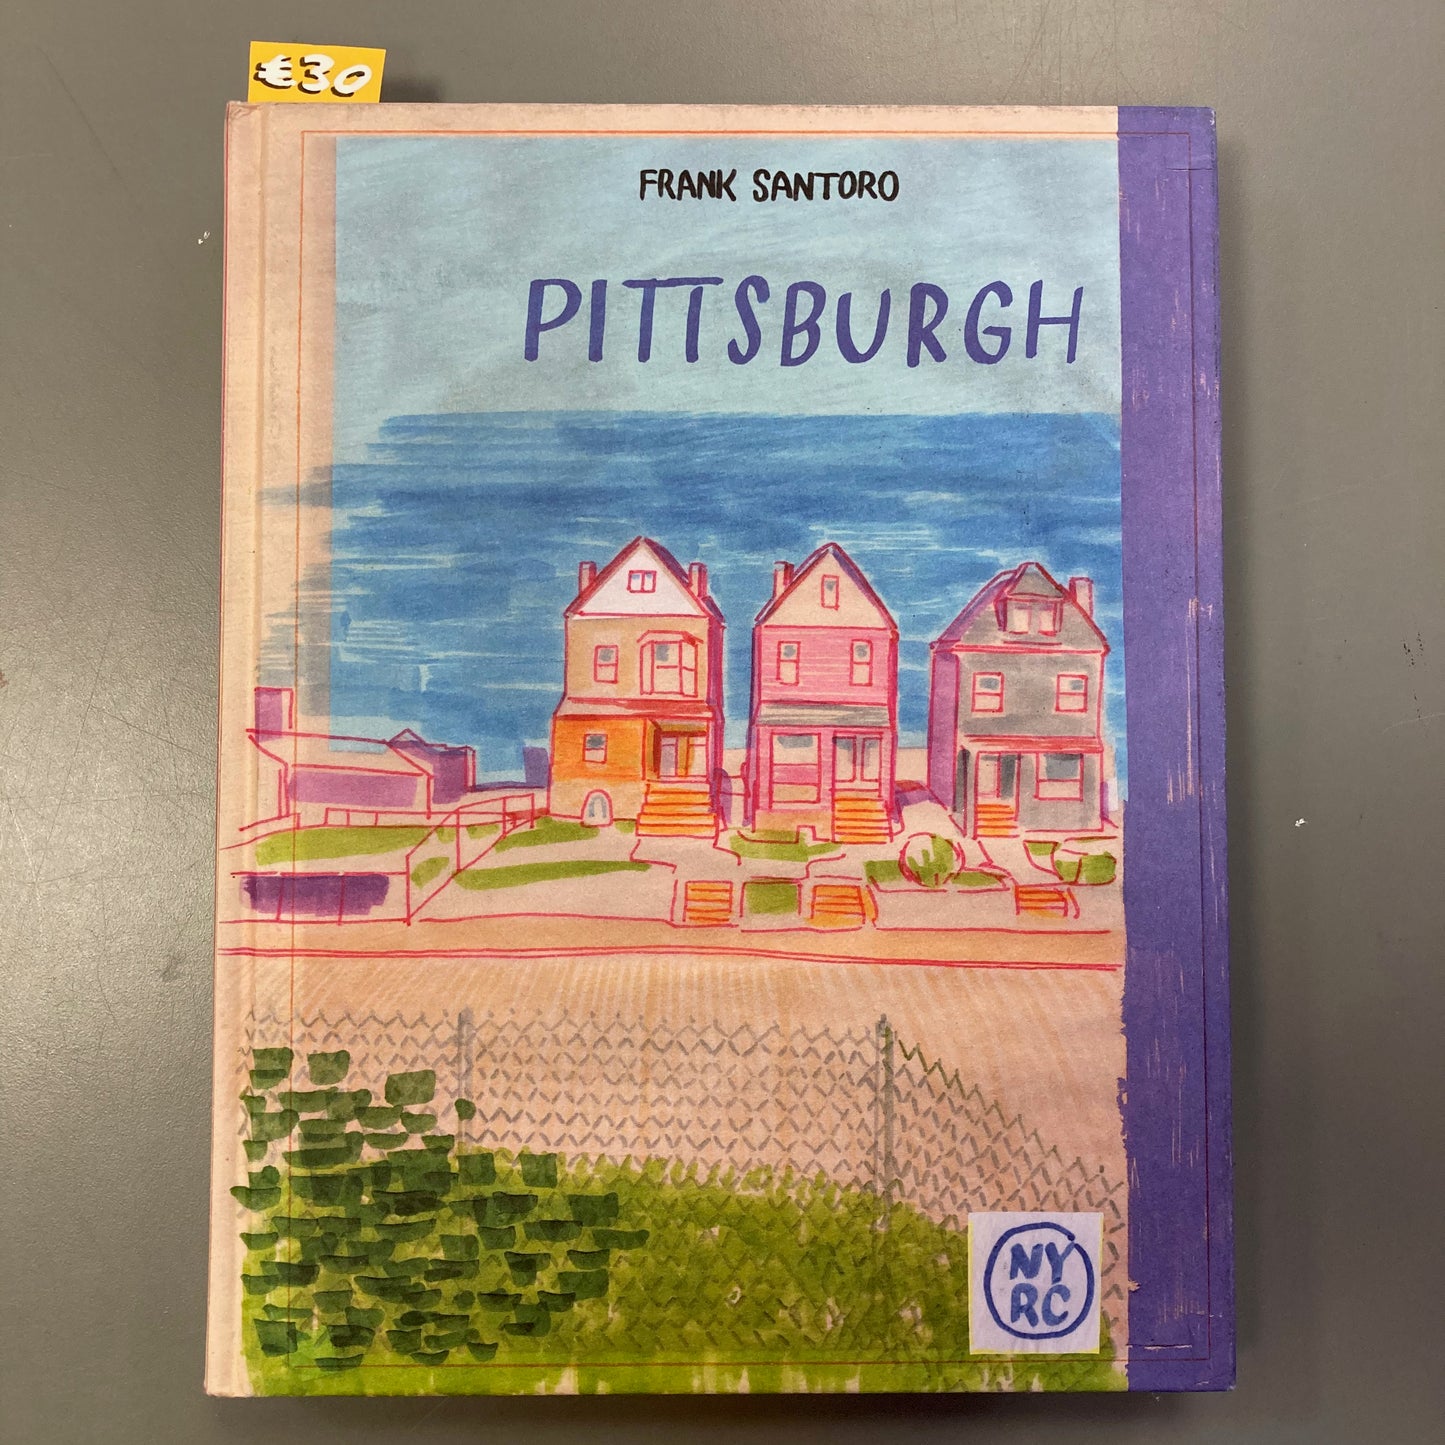 €30
FRANK SANTORO
PITTSBURGH
NY
RC